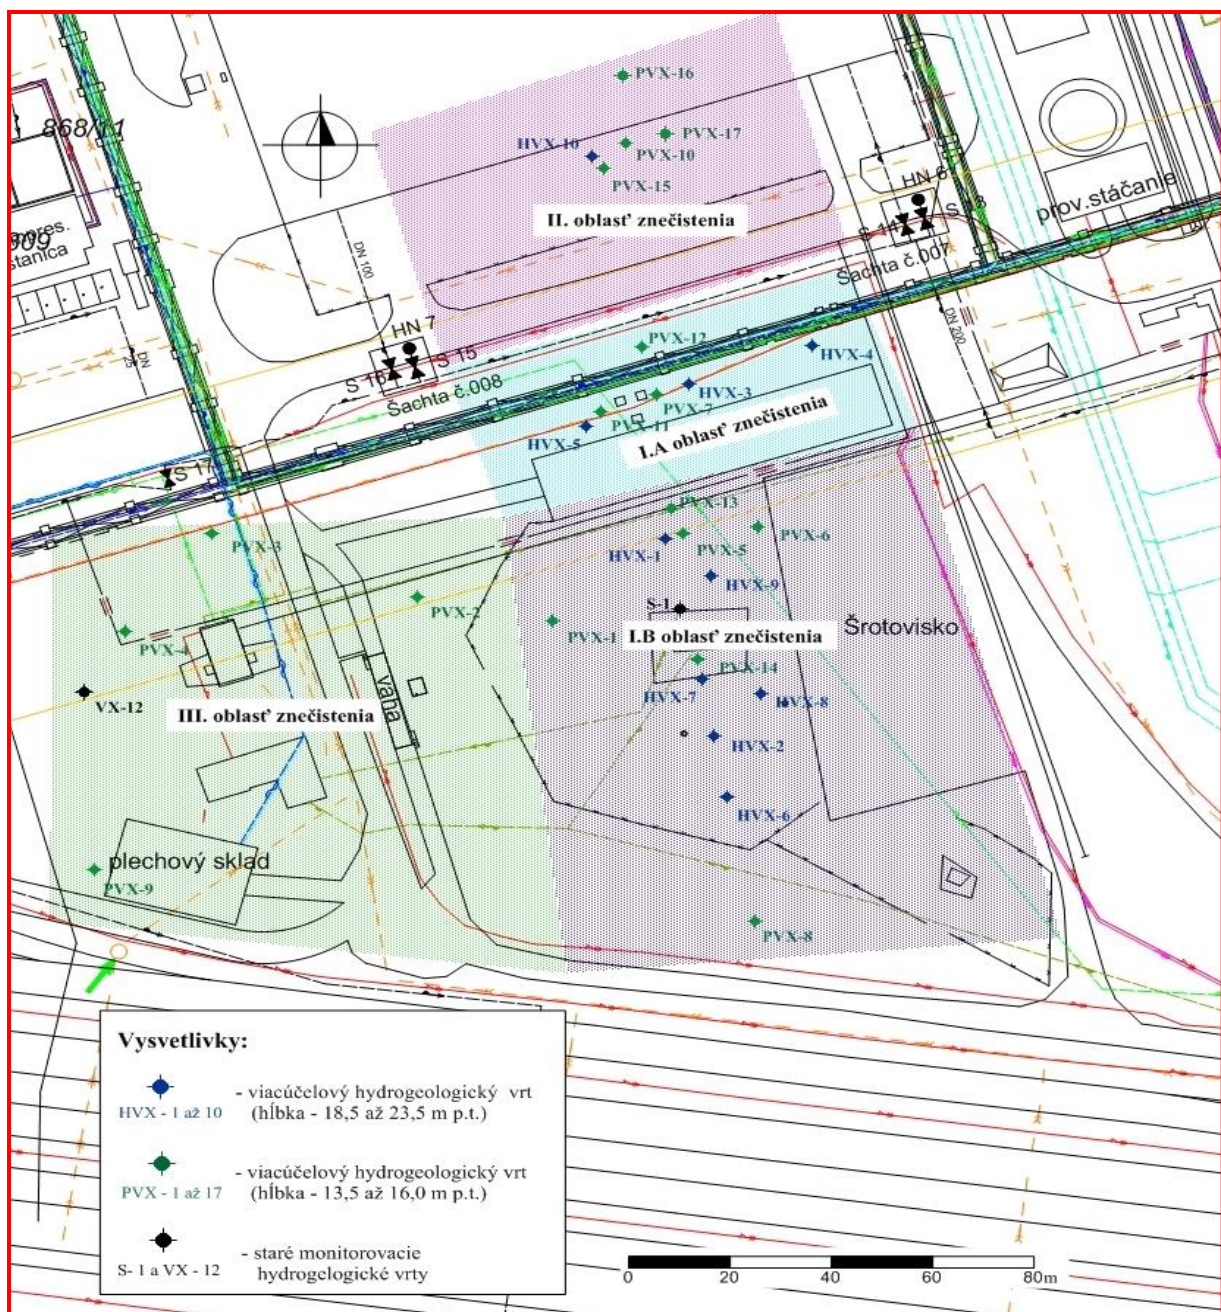 PVX-16
868/11
HVX-10
PVX-17
PVX-10
PVX-15
HN 6
II. oblasť znečistenia
S 14
prov.stáčanie
stanica
DN 100
Šachta č.007
DN
25
HN 7
S 15
S 16
PVX-12
HVX-4
DN 200
Šachta č.008
HVX-3
PVX-7
PVX-11
HVX-5
I.A oblasť znečistenia
S 17
PVX-13
PVX-3
PVX-6
HVX-1
PVX-5
HVX-9
PVX-2
S-1
PVX-1
I.B oblasť znečistenia
Šrotovisko
PVX-4
PVX-14
HVX-7
HVX-8
VX-12
III. oblasť znečistenia
váha
HVX-2
HVX-6
plechový sklad
PVX-9
PVX-8
Vysvetlivky:
- viacúčelový hydrogeologický vrt
HVX - 1 až 10
(hĺbka - 18,5 až 23,5 m p.t.)
- viacúčelový hydrogeologický vrt
PVX - 1 až 17
(hĺbka - 13,5 až 16,0 m p.t.)
- staré monitorovacie
S- 1 a VX - 12
hydrogelogické vrty
0 20 40 60 80m